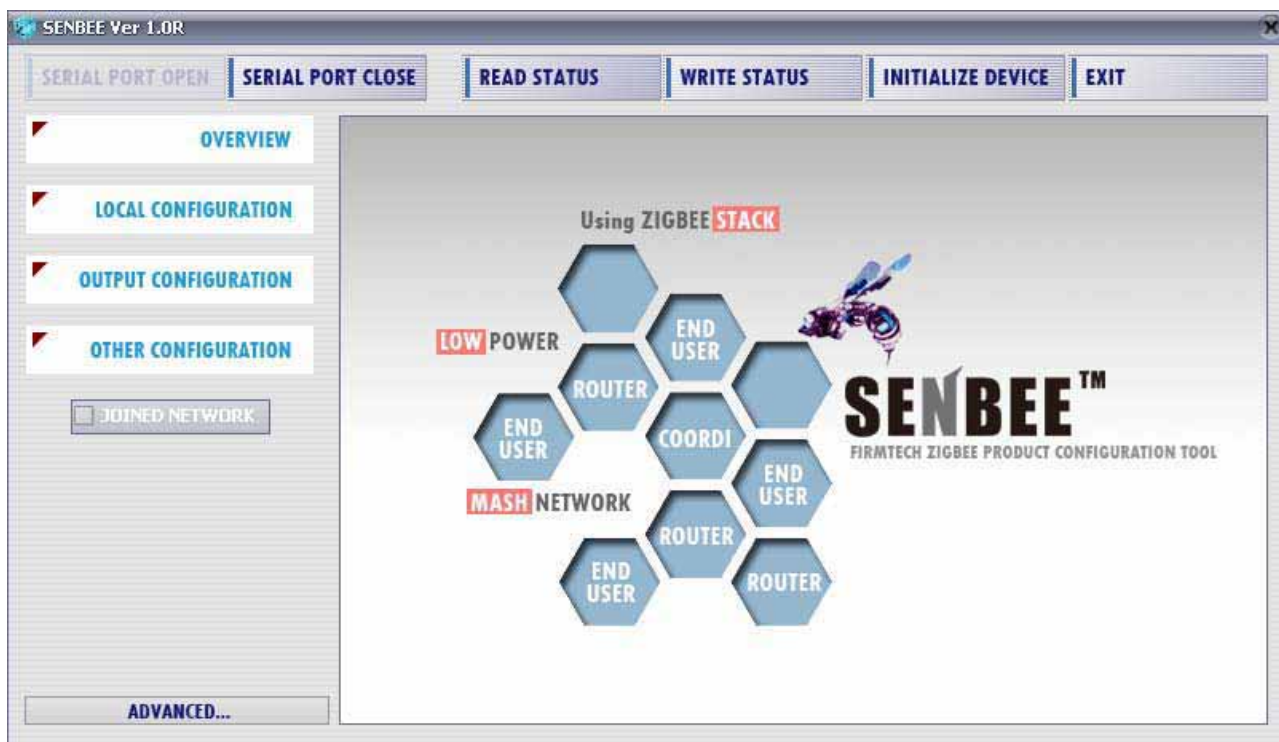 SENBEE Ver 1.0R
SERIAL PORT OPEN
SERIAL PORT CLOSE
READ STATUS
WRITE STATUS
INITIALIZE DEVICE
EXIT
OVERVIEW
LOCAL CONFIGURATION
OUTPUT CONFIGURATION
OTHER CONFIGURATION
JOINED NETWORK
ADVANCED...
Using ZIGBEE STACK
END
USER
LOW POWER
ROUTER
END
USER
COORDI
END
USER
MASH NETWORK
ROUTER
END
USER
ROUTER
SENBEE™
FIRMTECH ZIGBEE PRODUCT CONFIGURATION TOOL